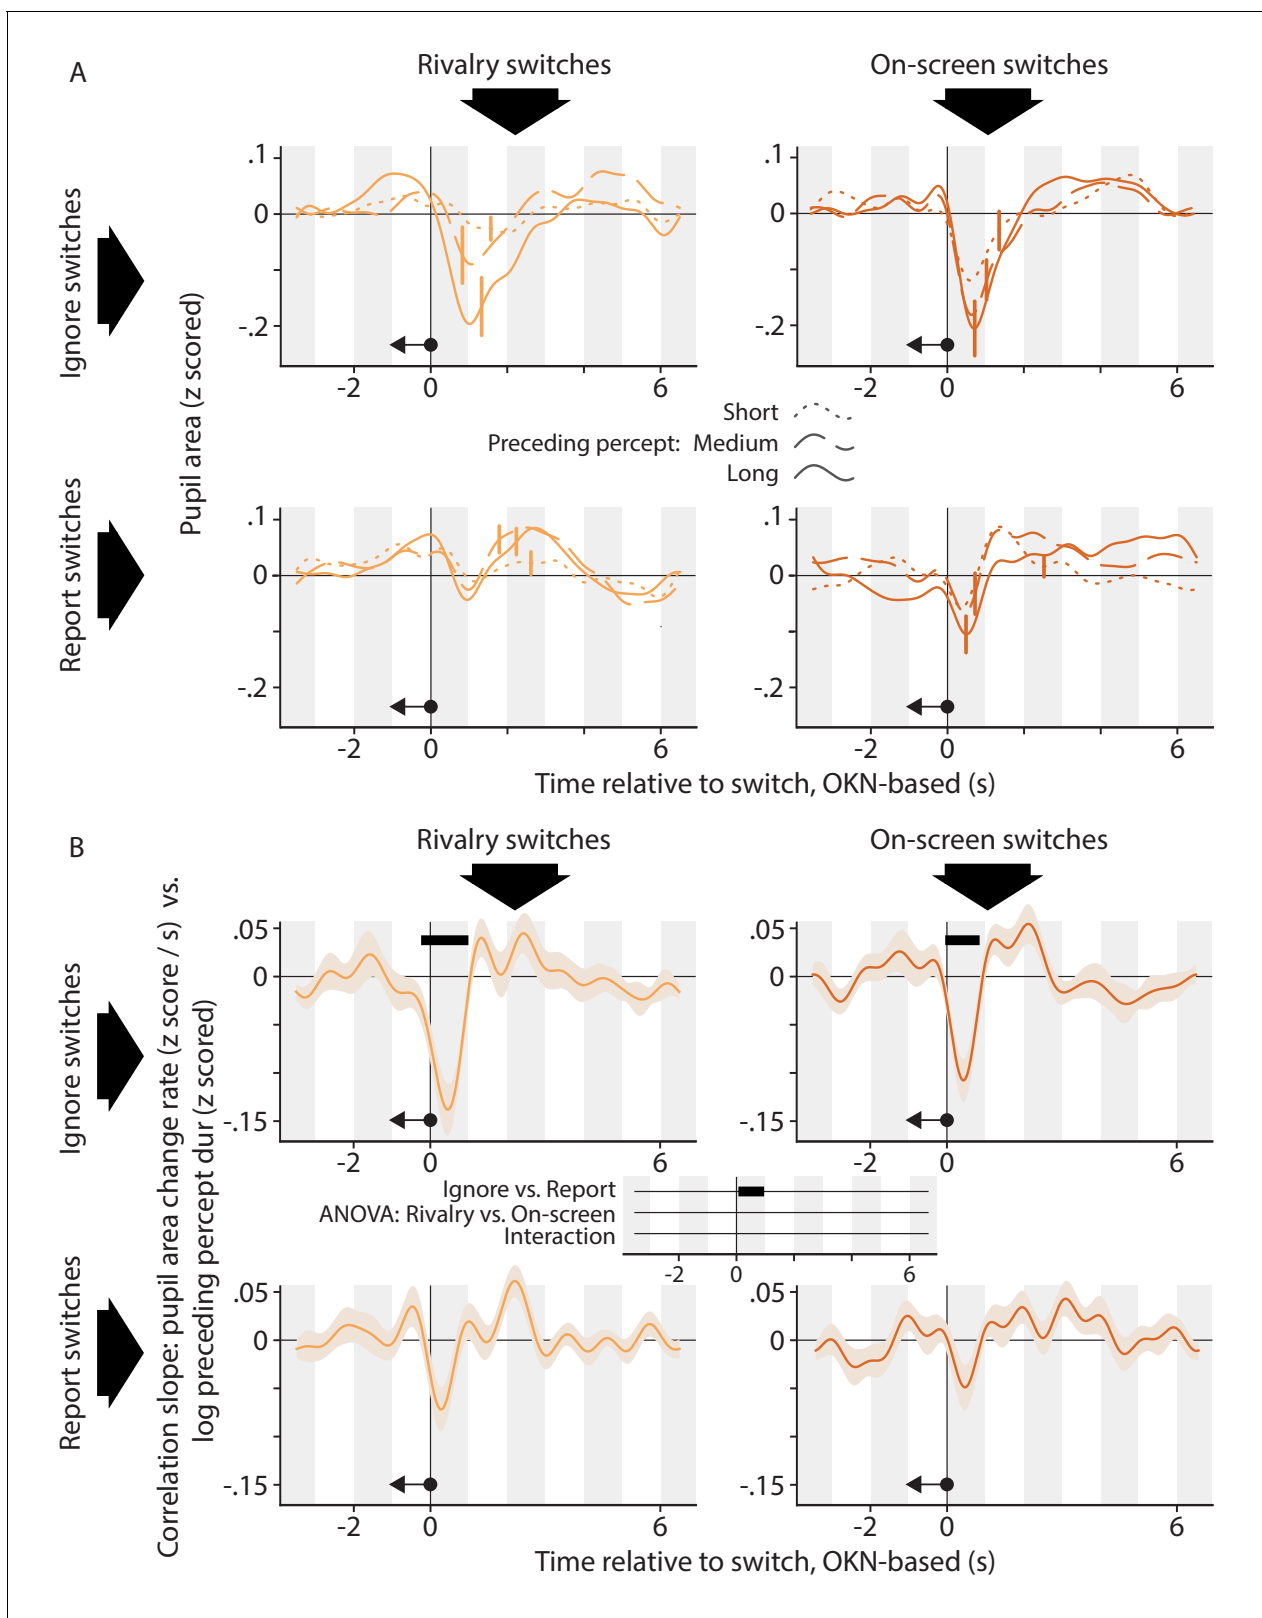 A
Rivalry switches
On-screen switches
Ignore switches
Pupil area (z scored)
.1
0
-.2
-2
0
6
.1
0
-.2
-2
0
6
Short
Preceding percept: Medium
Long
Report switches
.1
0
-.2
-2
0
6
.1
0
-.2
-2
0
6
Time relative to switch, OKN-based (s)
B
Rivalry switches
On-screen switches
Ignore switches
Correlation slope: pupil area change rate (z score / s) vs.
log preceding percept dur (z scored)
.05
0
-.15
-2
0
6
.05
0
-.15
-2
0
6
Ignore vs. Report
ANOVA: Rivalry vs. On-screen
Interaction
-2
0
6
Report switches
.05
0
-.15
-2
0
6
.05
0
-.15
-2
0
6
Time relative to switch, OKN-based (s)